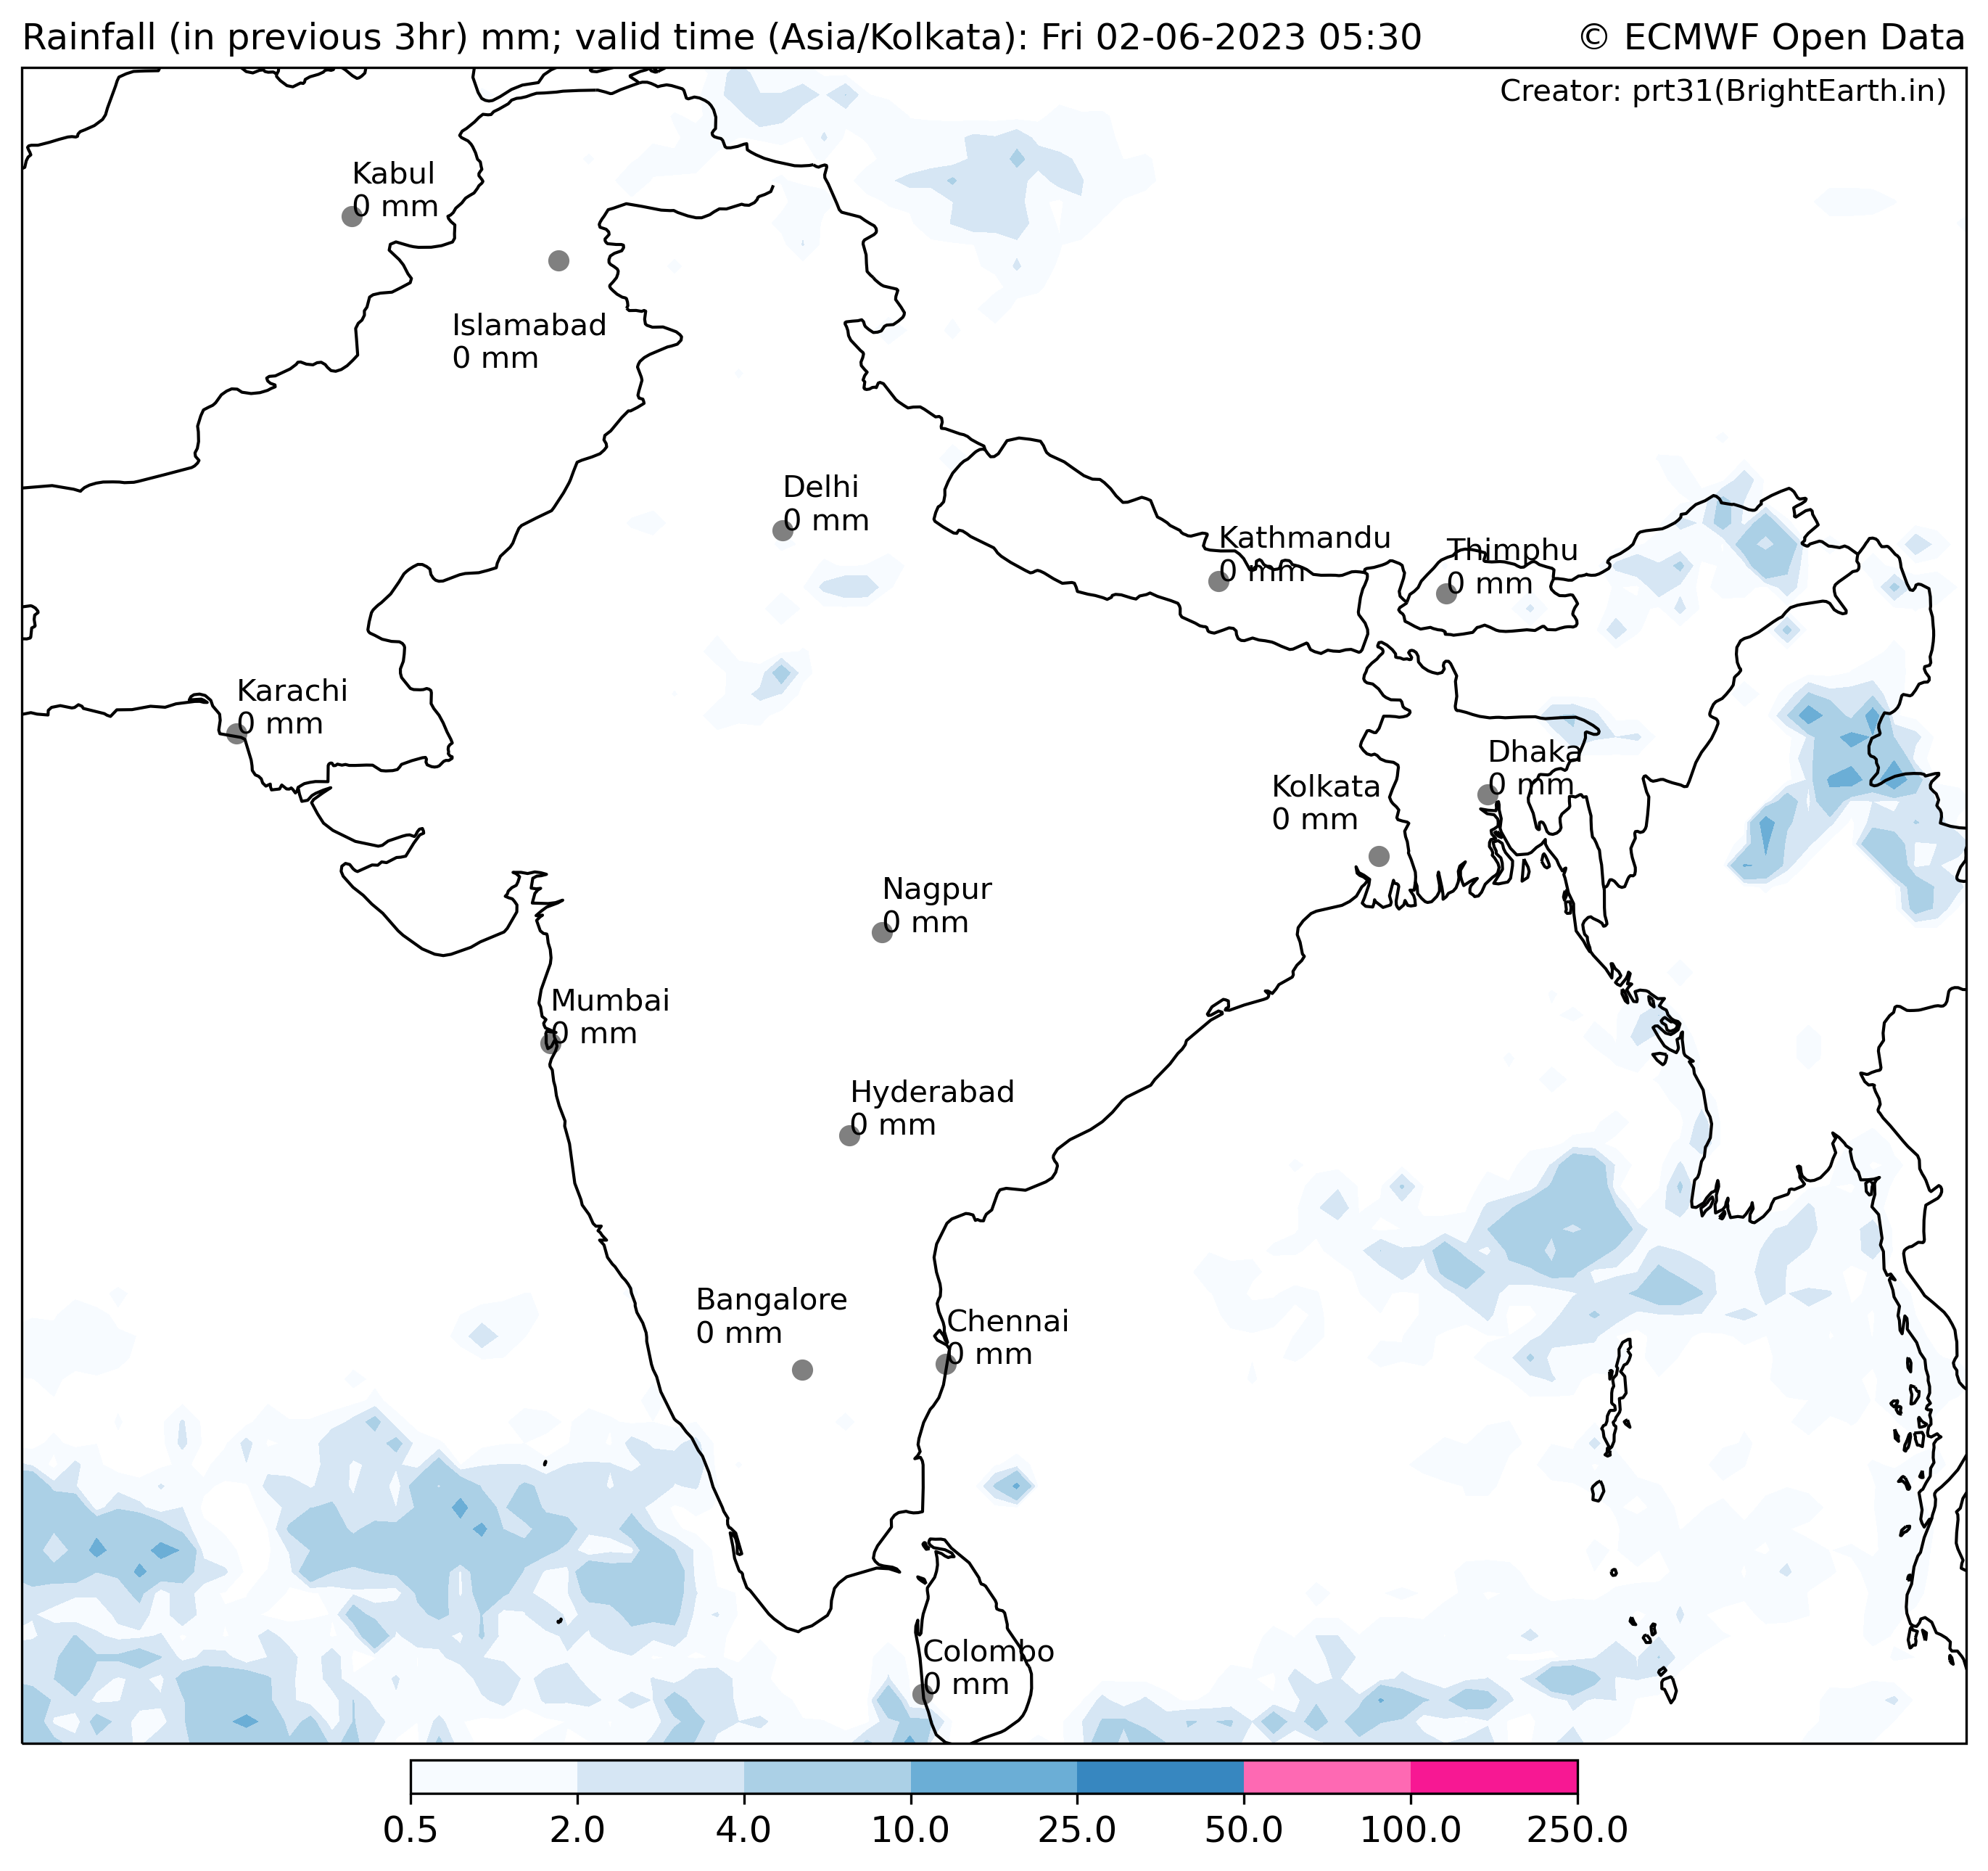 Rainfall (in previous 3hr) mm; valid time (Asia/Kolkata): Fri 02-06-2023 05:30
© ECMWF Open Data
Creator: prt31(BrightEarth.in)
Kabul
0 mm
Islamabad
0 mm
Delhi
0 mm
Kathmandu
0 mm
Thimphu
0 mm
Karachi
0 mm
Dhaka
0 mm
Kolkata
0 mm
Nagpur
0 mm
Mumbai
0 mm
Hyderabad
0 mm
Bangalore
0 mm
Chennai
0 mm
Colombo
0 mm
0.5 2.0 4.0 10.0 25.0 50.0 100.0 250.0